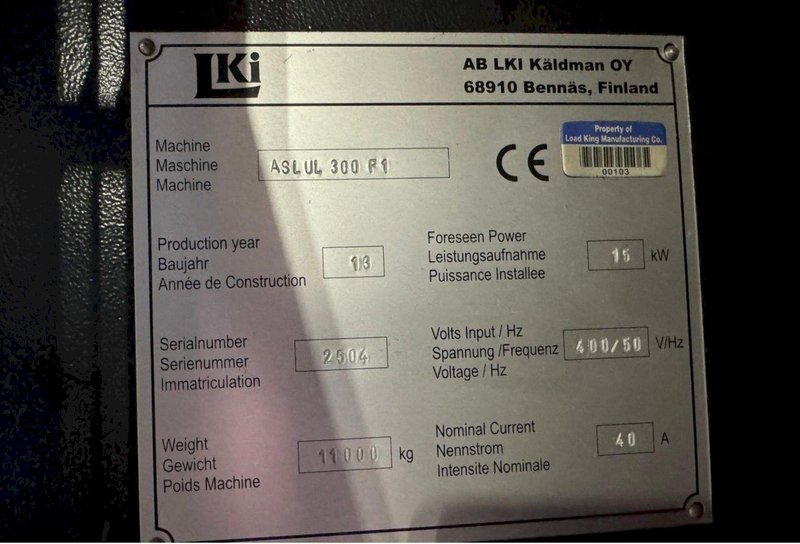 LKi
AB LKI Käldman OY
68910 Bennäs, Finland
Property of
Load King Manufacturing Co.
00103
CE
Machine
Maschine
Machine
ASLUL 300 F1
Production year
Baujahr
Année de Construction
13
Foreseen Power
Leistungsaufnahme
Puissance Installee
15 kW
Serialnumber
Serienummer
Immatriculation
2504
Volts Input / Hz
Spannung /Frequenz
Voltage / Hz
400/50 V/Hz
Weight
Gewicht
Poids Machine
11000 kg
Nominal Current
Nennstrom
Intensite Nominale
40 A